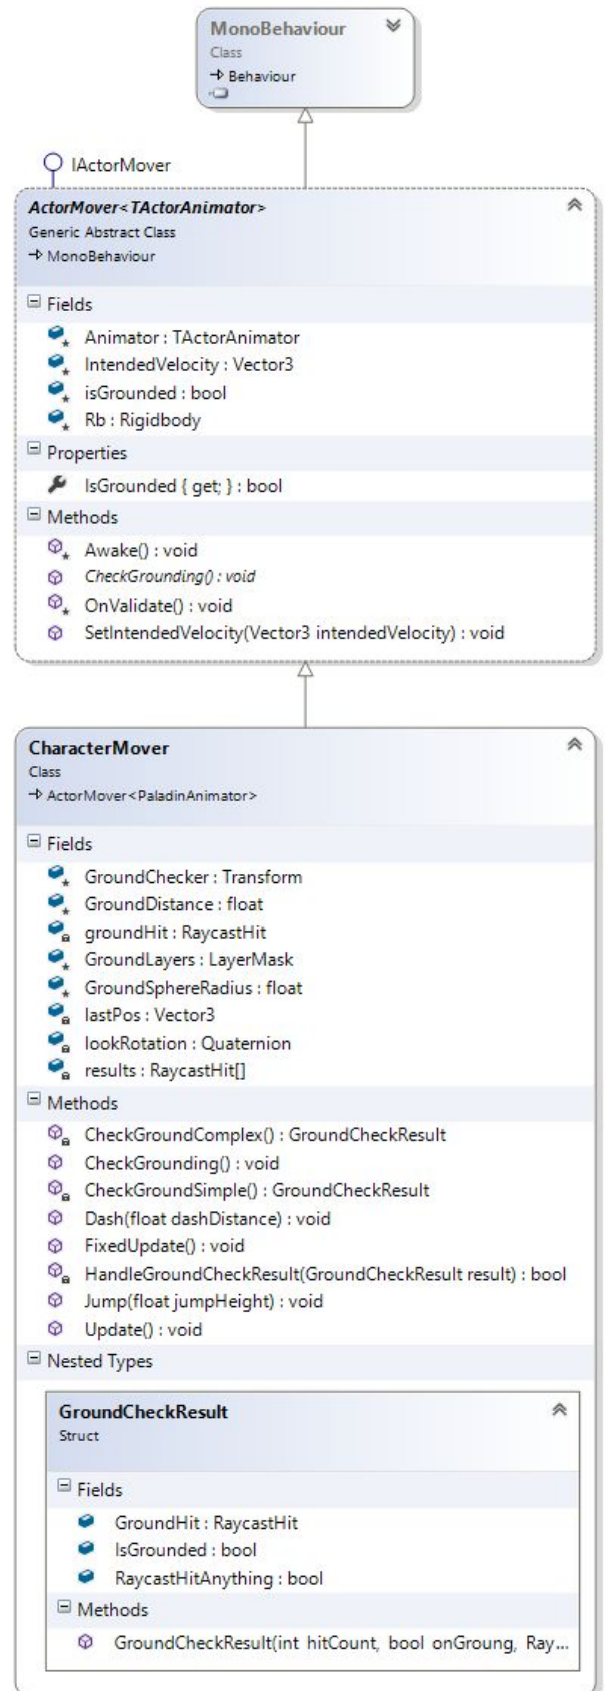 MonoBehaviour
Class
Behaviour
IActorMover
ActorMover<TActorAnimator>
Generic Abstract Class
MonoBehaviour
Fields
Animator : TActorAnimator
IntendedVelocity : Vector3
isGrounded : bool
Rb : Rigidbody
Properties
IsGrounded { get; } : bool
Methods
Awake() : void
CheckGrounding() : void
OnValidate() : void
SetIntendedVelocity(Vector3 intendedVelocity) : void
CharacterMover
Class
ActorMover<PaladinAnimator>
Fields
GroundChecker : Transform
GroundDistance : float
groundHit : RaycastHit
GroundLayers : LayerMask
GroundSphereRadius : float
lastPos : Vector3
lookRotation : Quaternion
results : RaycastHit[]
Methods
CheckGroundComplex() : GroundCheckResult
CheckGrounding() : void
CheckGroundSimple() : GroundCheckResult
Dash(float dashDistance) : void
FixedUpdate() : void
HandleGroundCheckResult(GroundCheckResult result) : bool
Jump(float jumpHeight) : void
Update() : void
Nested Types
GroundCheckResult
Struct
Fields
GroundHit : RaycastHit
IsGrounded : bool
RaycastHitAnything : bool
Methods
GroundCheckResult(int hitCount, bool onGroung, Ray...